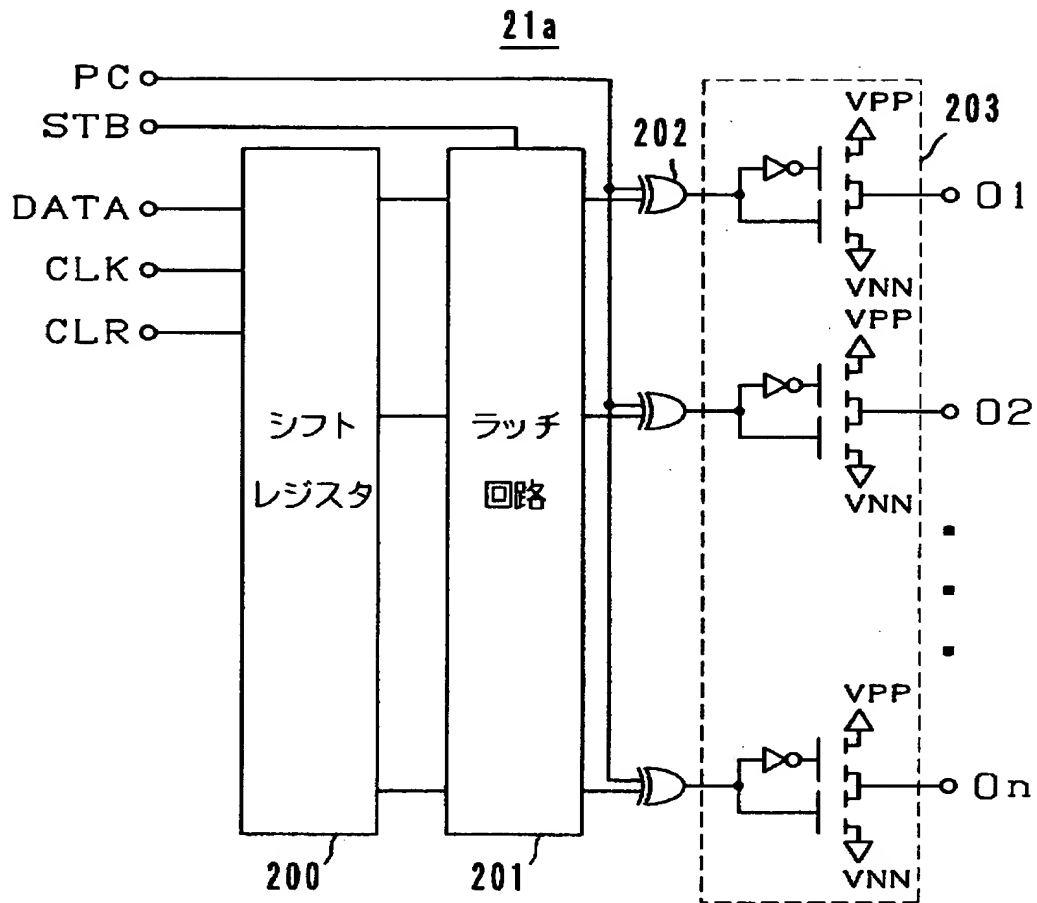 21a
PC
STB
DATA
CLK
CLR
シフト
レジスタ
200
ラッチ
回路
201
202
203
VPP
O1
VNN
VPP
O2
VNN
VPP
On
VNN